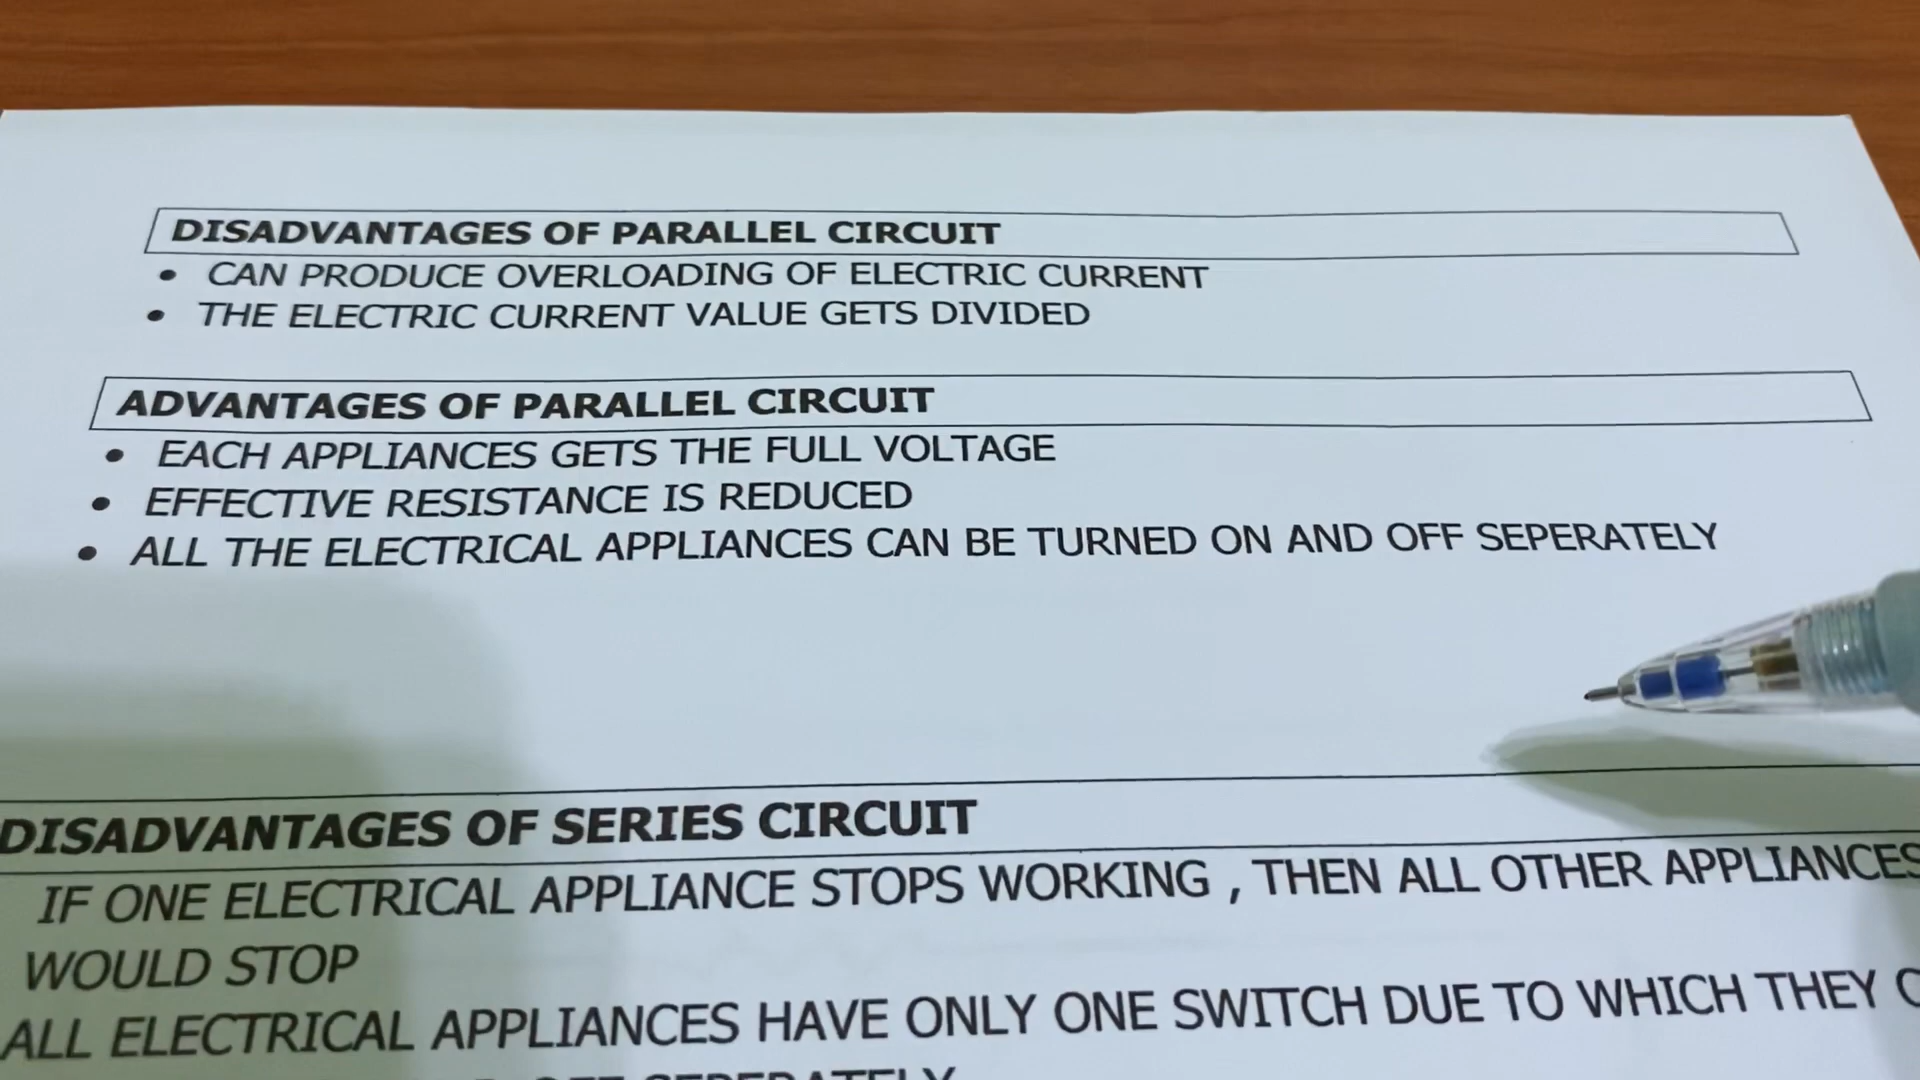 DISADVANTAGES OF PARALLEL CIRCUIT
• CAN PRODUCE OVERLOADING OF ELECTRIC CURRENT
• THE ELECTRIC CURRENT VALUE GETS DIVIDED
ADVANTAGES OF PARALLEL CIRCUIT
• EACH APPLIANCES GETS THE FULL VOLTAGE
• EFFECTIVE RESISTANCE IS REDUCED
• ALL THE ELECTRICAL APPLIANCES CAN BE TURNED ON AND OFF SEPERATELY
DISADVANTAGES OF SERIES CIRCUIT
IF ONE ELECTRICAL APPLIANCE STOPS WORKING , THEN ALL OTHER APPLIANCES
WOULD STOP
ALL ELECTRICAL APPLIANCES HAVE ONLY ONE SWITCH DUE TO WHICH THEY
SEPERATELY